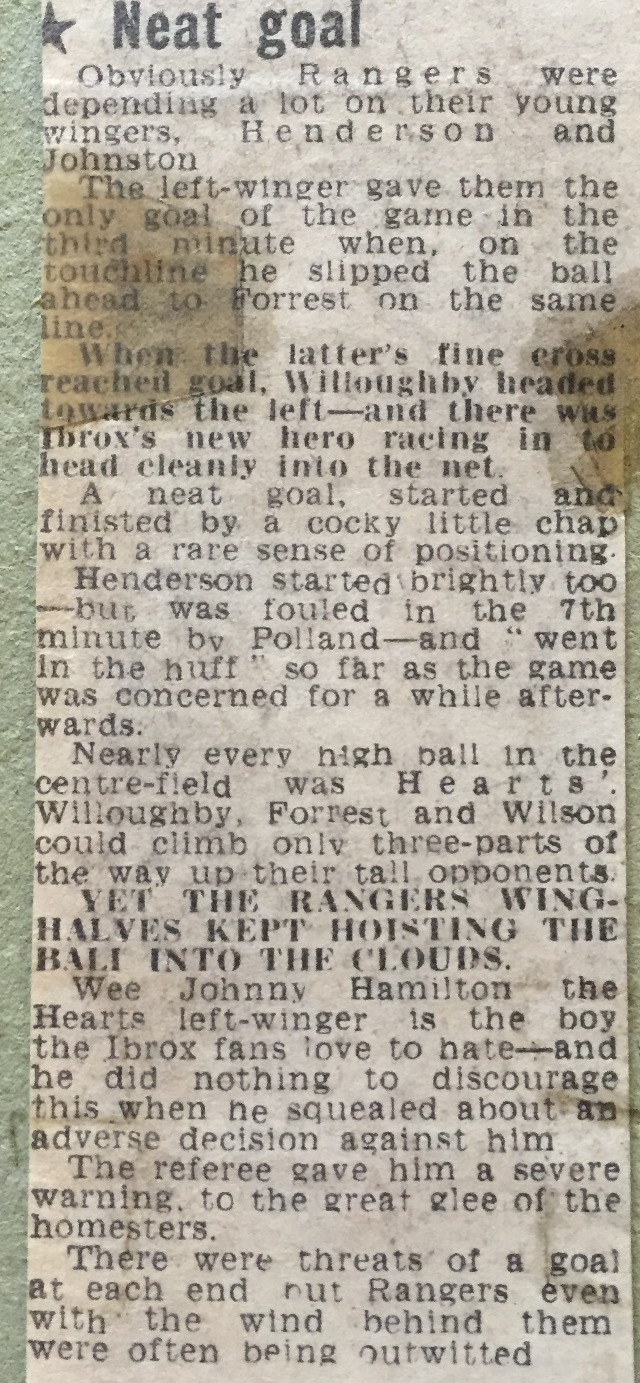 ★ Neat goal
Obviously Rangers were
depending a lot on their young
wingers, Henderson and
Johnston
The left-winger gave them the
only goal of the game in the
third minute when, on the
touchline he slipped the ball
ahead to Forrest on the same
line.
When the latter's fine cross
reached goal, Willoughby headed
towards the left—and there was
Ibrox's new hero racing in to
head cleanly into the net.
A neat goal, started and
finisted by a cocky little chap
with a rare sense of positioning.
Henderson started brightly too
—but was fouled in the 7th
minute by Polland—and "went
in the huff" so far as the game
was concerned for a while after-
wards.
Nearly every high ball in the
centre-field was Hearts'.
Willoughby, Forrest and Wilson
could climb only three-parts of
the way up their tall opponents.
YET THE RANGERS WING-
HALVES KEPT HOISTING THE
BALL INTO THE CLOUDS.
Wee Johnny Hamilton the
Hearts left-winger is the boy
the Ibrox fans love to hate—and
he did nothing to discourage
this when he squealed about an
adverse decision against him
The referee gave him a severe
warning, to the great glee of the
homesters.
There were threats of a goal
at each end but Rangers even
with the wind behind them
were often being outwitted